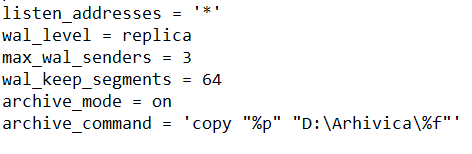 listen_addresses = '*'
wal_level = replica
max_wal_senders = 3
wal_keep_segments = 64
archive_mode = on
archive_command = 'copy "%p" "D:\Arhivica\%f"'